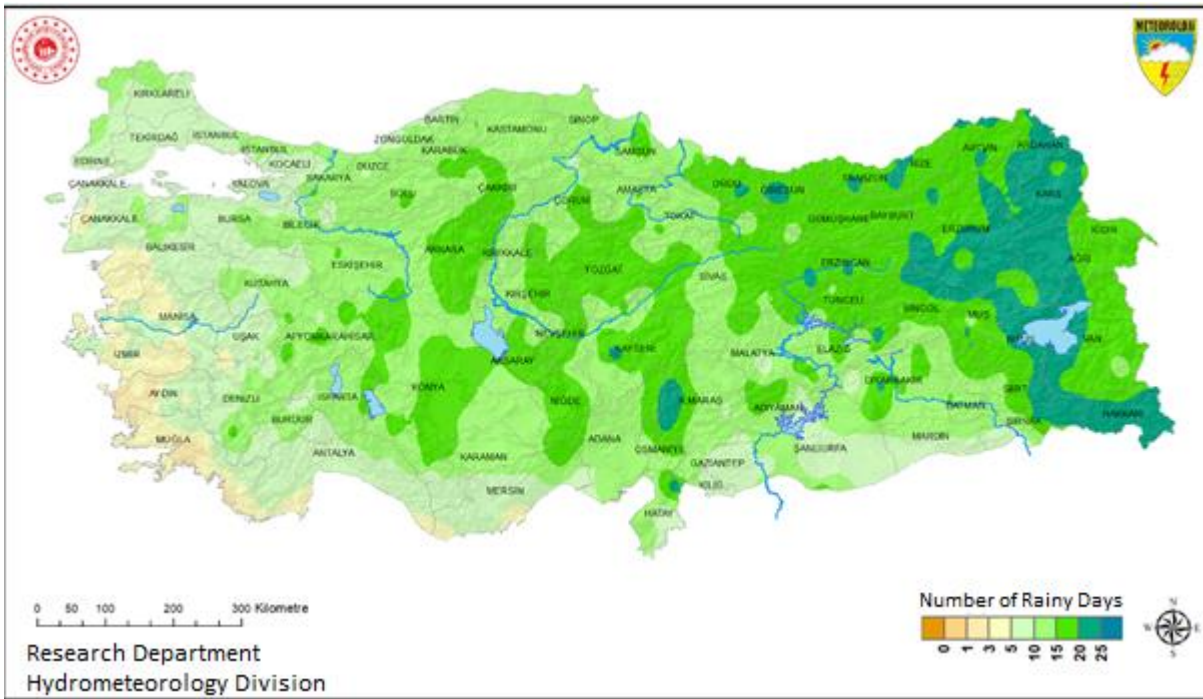 METEOROLOJİ
KIRKLARELİ
TEKİRDAĞ
İSTANBUL
EDİRNE
İSTANBUL
KOCAELİ
YALOVA
SAKARYA
DÜZCE
ZONGULDAK
BARTIN
KARABÜK
KASTAMONU
SİNOP
SAMSUN
ÇANAKKALE
ÇANAKKALE
BALIKESİR
BURSA
BİLECİK
BOLU
ÇANKIRI
ÇORUM
AMASYA
TOKAT
ORDU
GİRESUN
TRABZON
RİZE
ARTVİN
ARDAHAN
KARS
GÜMÜŞHANE
BAYBURT
ERZURUM
IĞDIR
AĞRI
ESKİŞEHİR
ANKARA
KIRIKKALE
YOZGAT
SİVAS
ERZİNCAN
TUNCELİ
BİNGÖL
MUŞ
BİTLİS
VAN
MANİSA
KÜTAHYA
UŞAK
AFYONKARAHİSAR
KIRŞEHİR
NEVŞEHİR
KAYSERİ
MALATYA
ELAZIĞ
İZMİR
AYDIN
DENİZLİ
ISPARTA
BURDUR
KONYA
AKSARAY
NİĞDE
K.MARAŞ
ADIYAMAN
DİYARBAKIR
BATMAN
SİİRT
ŞIRNAK
HAKKARİ
MUĞLA
ANTALYA
KARAMAN
MERSİN
ADANA
OSMANİYE
GAZİANTEP
KİLİS
ŞANLIURFA
MARDİN
HATAY
0 50 100 200 300 Kilometre
Research Department
Hydrometeorology Division
Number of Rainy Days
0 1 3 5 10 15 20 25
N
W E
S